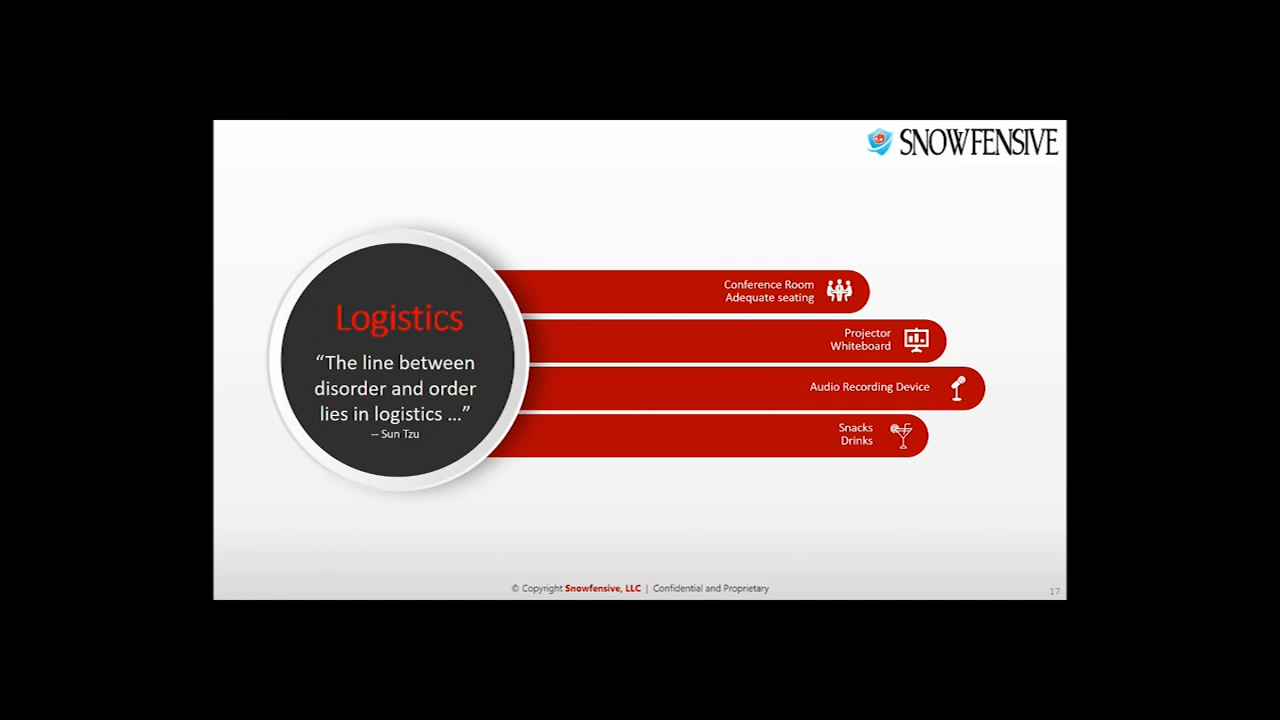 SNOWFENSIVE
Logistics
“The line between
disorder and order
lies in logistics ...”
-- Sun Tzu
Conference Room
Adequate seating
Projector
Whiteboard
Audio Recording Device
Snacks
Drinks
© Copyright Snowfensive, LLC | Confidential and Proprietary
17